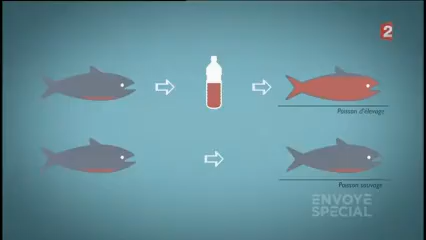 2
Poisson d'élevage
Poisson sauvage
ENVOYÉ
SPECIAL